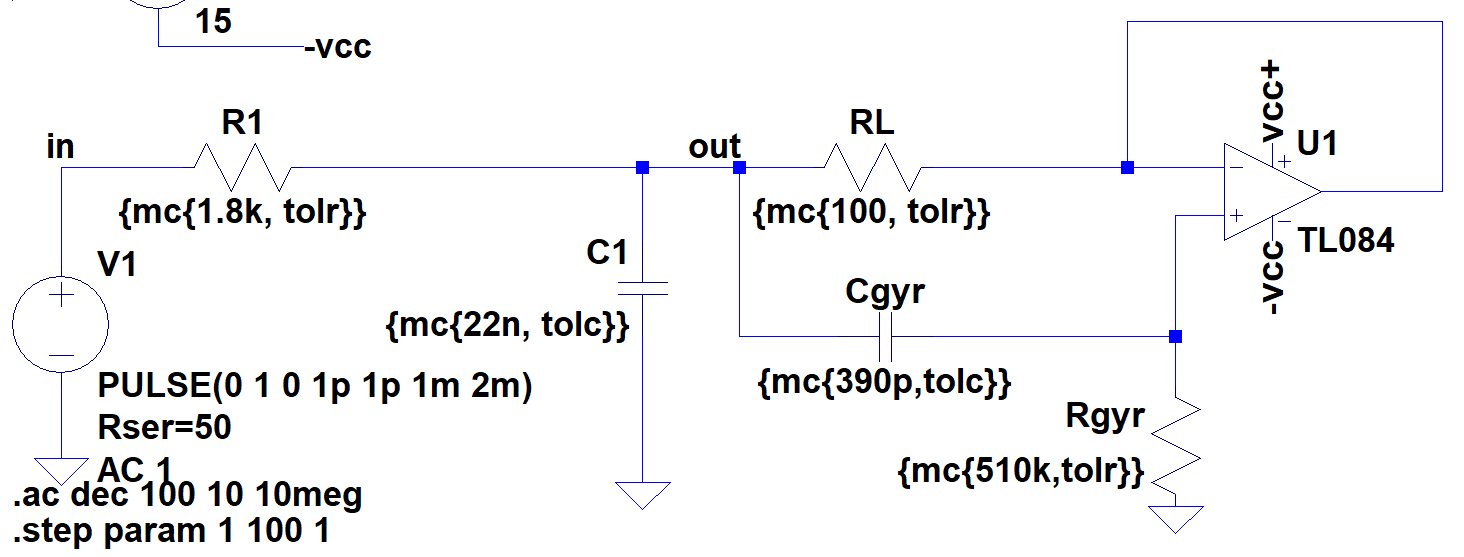 15
-vcc
in
R1
{mc{1.8k, tolr}}
out
RL
{mc{100, tolr}}
vcc+
U1
+
-
+
-
TL084
-vcc
V1
+
-
C1
{mc{22n, tolc}}
Cgyr
{mc{390p,tolc}}
Rgyr
{mc{510k,tolr}}
PULSE(0 1 0 1p 1p 1m 2m)
Rser=50
AC 1
.ac dec 100 10 10meg
.step param 1 100 1